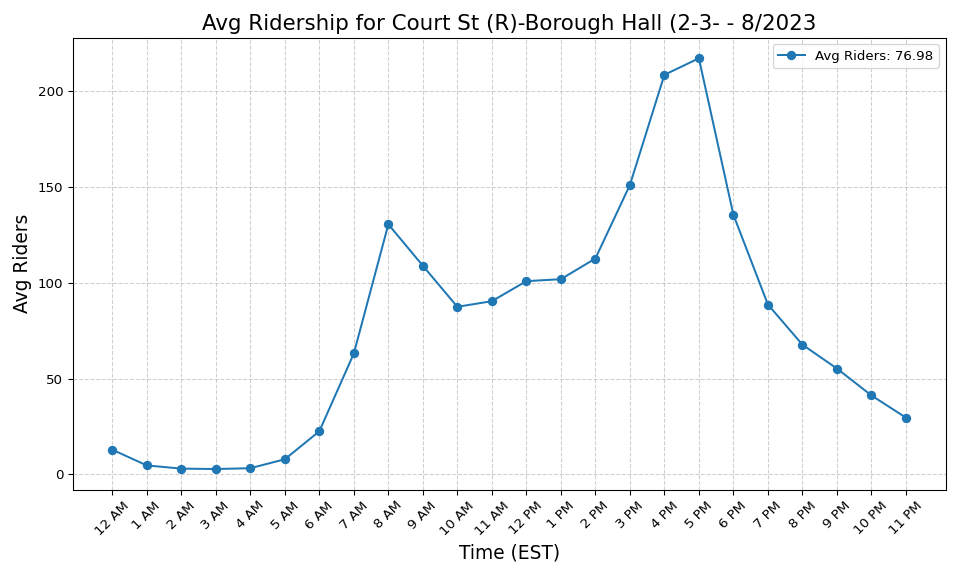 Avg Ridership for Court St (R)-Borough Hall (2-3- - 8/2023
Avg Riders: 76.98
Avg Riders
200
150
100
50
0
12 AM
1 AM
2 AM
3 AM
4 AM
5 AM
6 AM
7 AM
8 AM
9 AM
10 AM
11 AM
12 PM
1 PM
2 PM
3 PM
4 PM
5 PM
6 PM
7 PM
8 PM
9 PM
10 PM
11 PM
Time (EST)